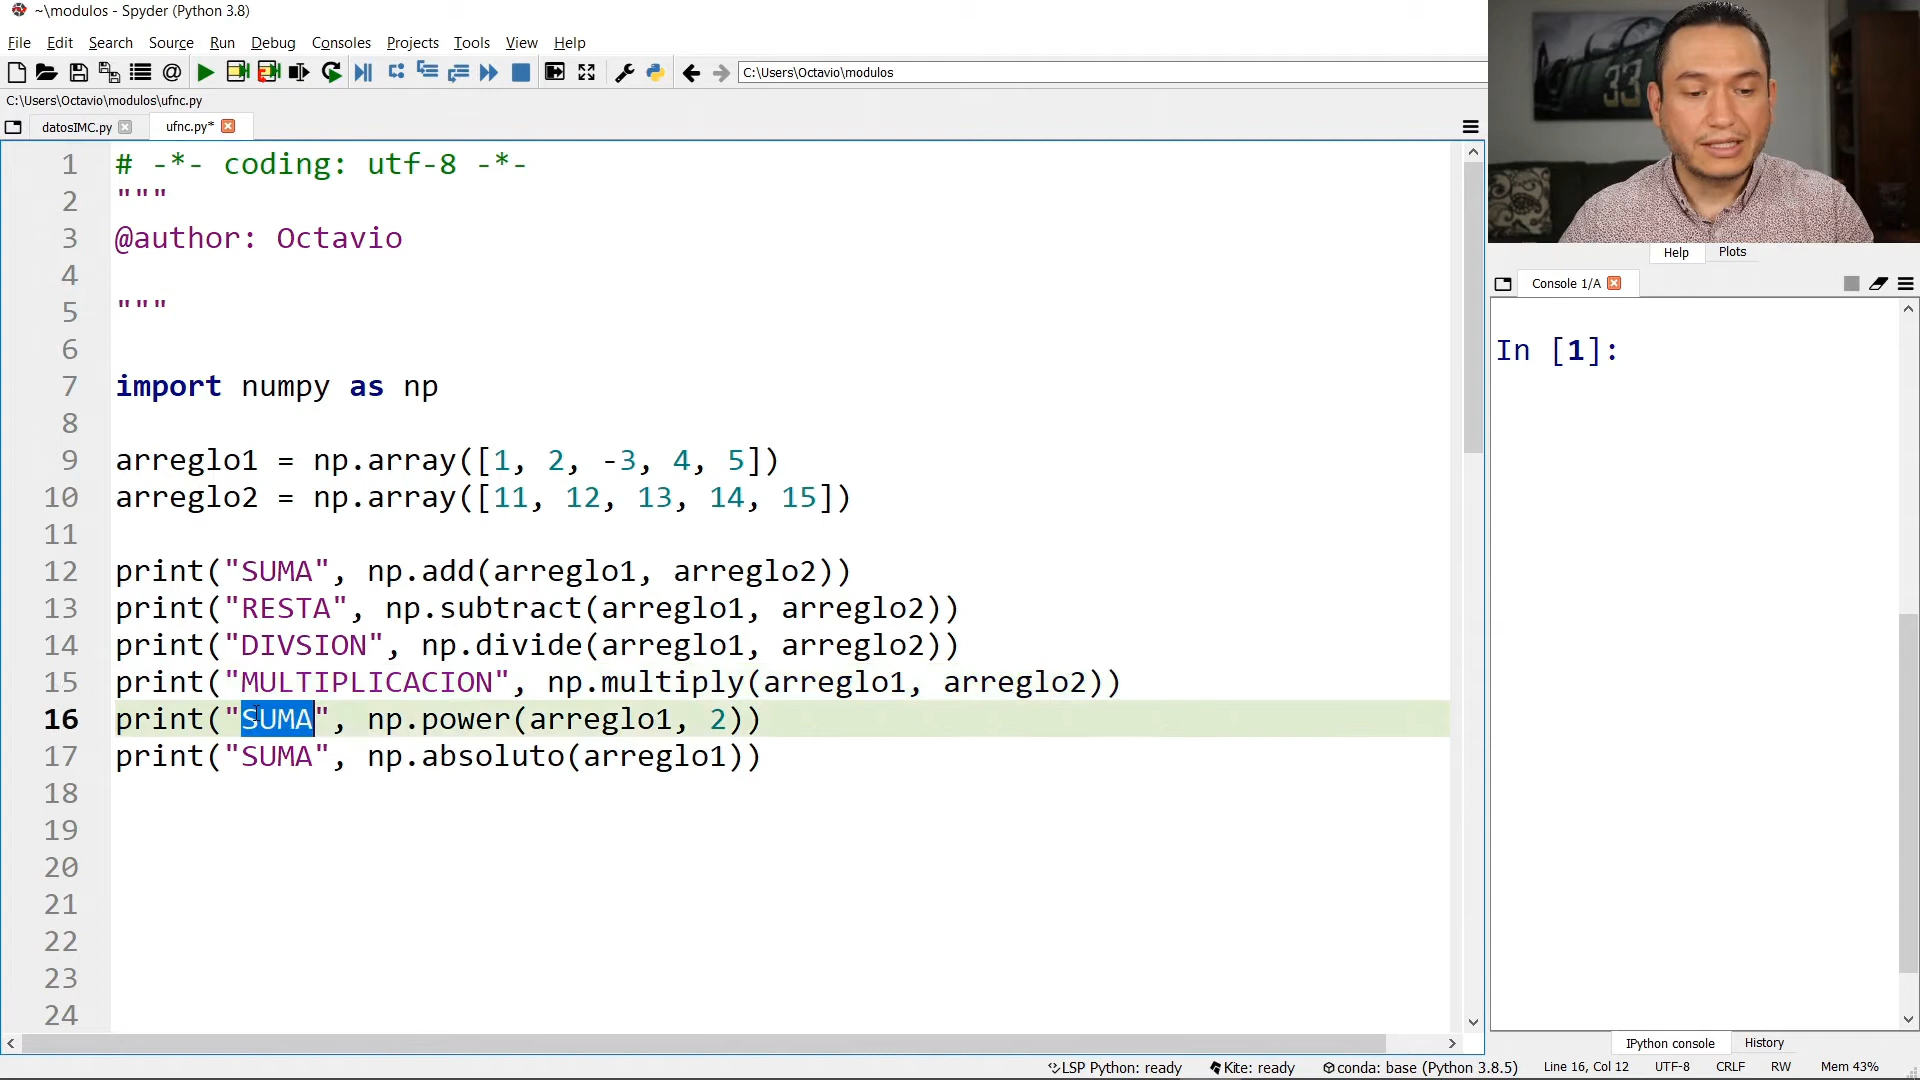 ~\modulos - Spyder (Python 3.8)
File Edit Search Source Run Debug Consoles Projects Tools View Help
C:\Users\Octavio\modulos
C:\Users\Octavio\modulos\ufnc.py
datosIMC.py ufnc.py*
1 # -*- coding: utf-8 -*-
2 """
3 @author: Octavio
4
5 """
6
7 import numpy as np
8
9 arreglo1 = np.array([1, 2, -3, 4, 5])
10 arreglo2 = np.array([11, 12, 13, 14, 15])
11
12 print("SUMA", np.add(arreglo1, arreglo2))
13 print("RESTA", np.subtract(arreglo1, arreglo2))
14 print("DIVSION", np.divide(arreglo1, arreglo2))
15 print("MULTIPLICACION", np.multiply(arreglo1, arreglo2))
16 print("SUMA", np.power(arreglo1, 2))
17 print("SUMA", np.absoluto(arreglo1))
18
19
20
21
22
23
24
33
Help Plots
Console 1/A
In [1]:
IPython console History
LSP Python: ready Kite: ready conda: base (Python 3.8.5) Line 16, Col 12 UTF-8 CRLF RW Mem 43%